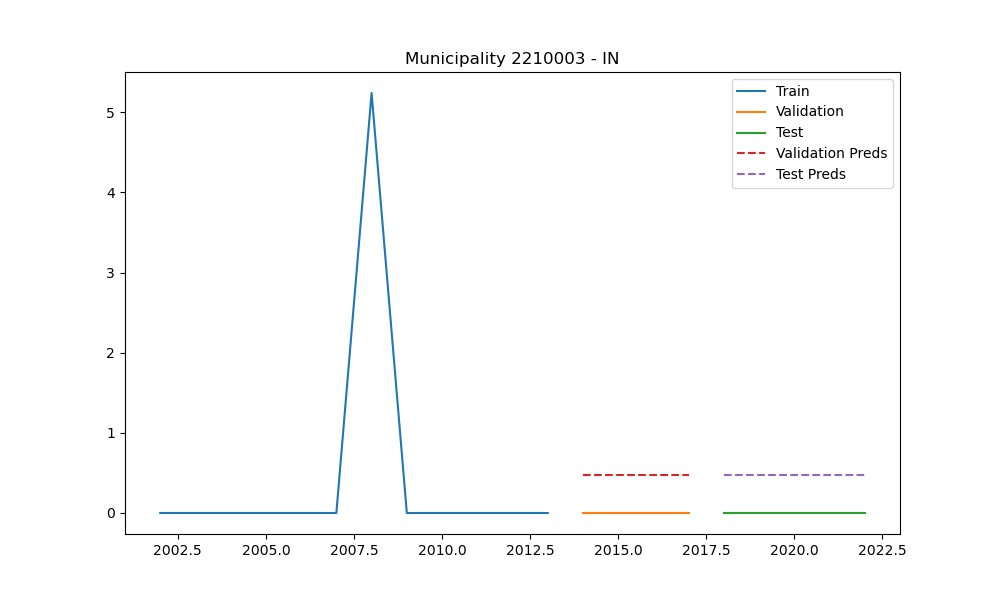 Municipality 2210003 - IN
Train
Validation
Test
Validation Preds
Test Preds
5
4
3
2
1
0
2002.5 2005.0 2007.5 2010.0 2012.5 2015.0 2017.5 2020.0 2022.5